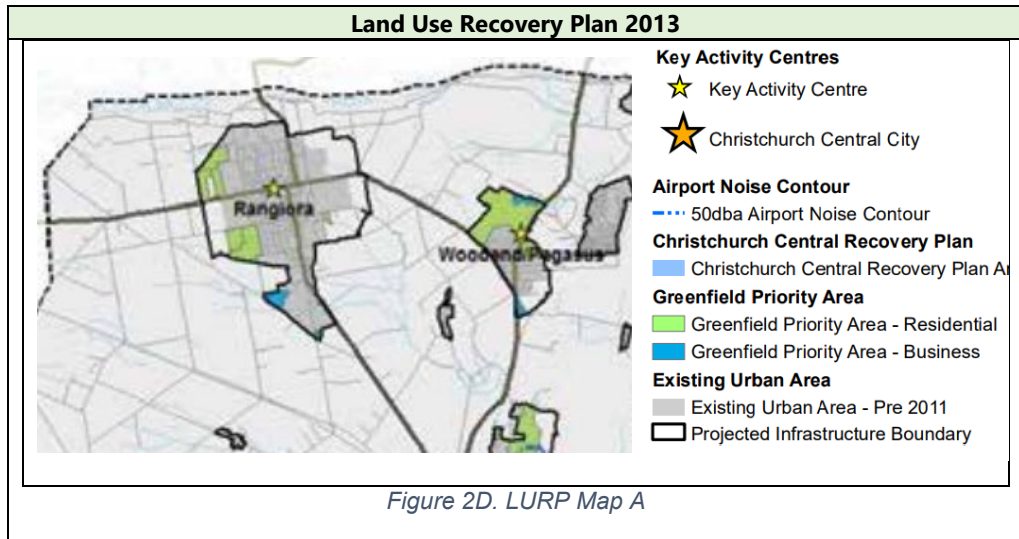 Land Use Recovery Plan 2013
Rangiora
Woodend/Pegasus
Key Activity Centres
Key Activity Centre
Christchurch Central City
Airport Noise Contour
50dba Airport Noise Contour
Christchurch Central Recovery Plan
Christchurch Central Recovery Plan Ar
Greenfield Priority Area
Greenfield Priority Area - Residential
Greenfield Priority Area - Business
Existing Urban Area
Existing Urban Area - Pre 2011
Projected Infrastructure Boundary
Figure 2D. LURP Map A